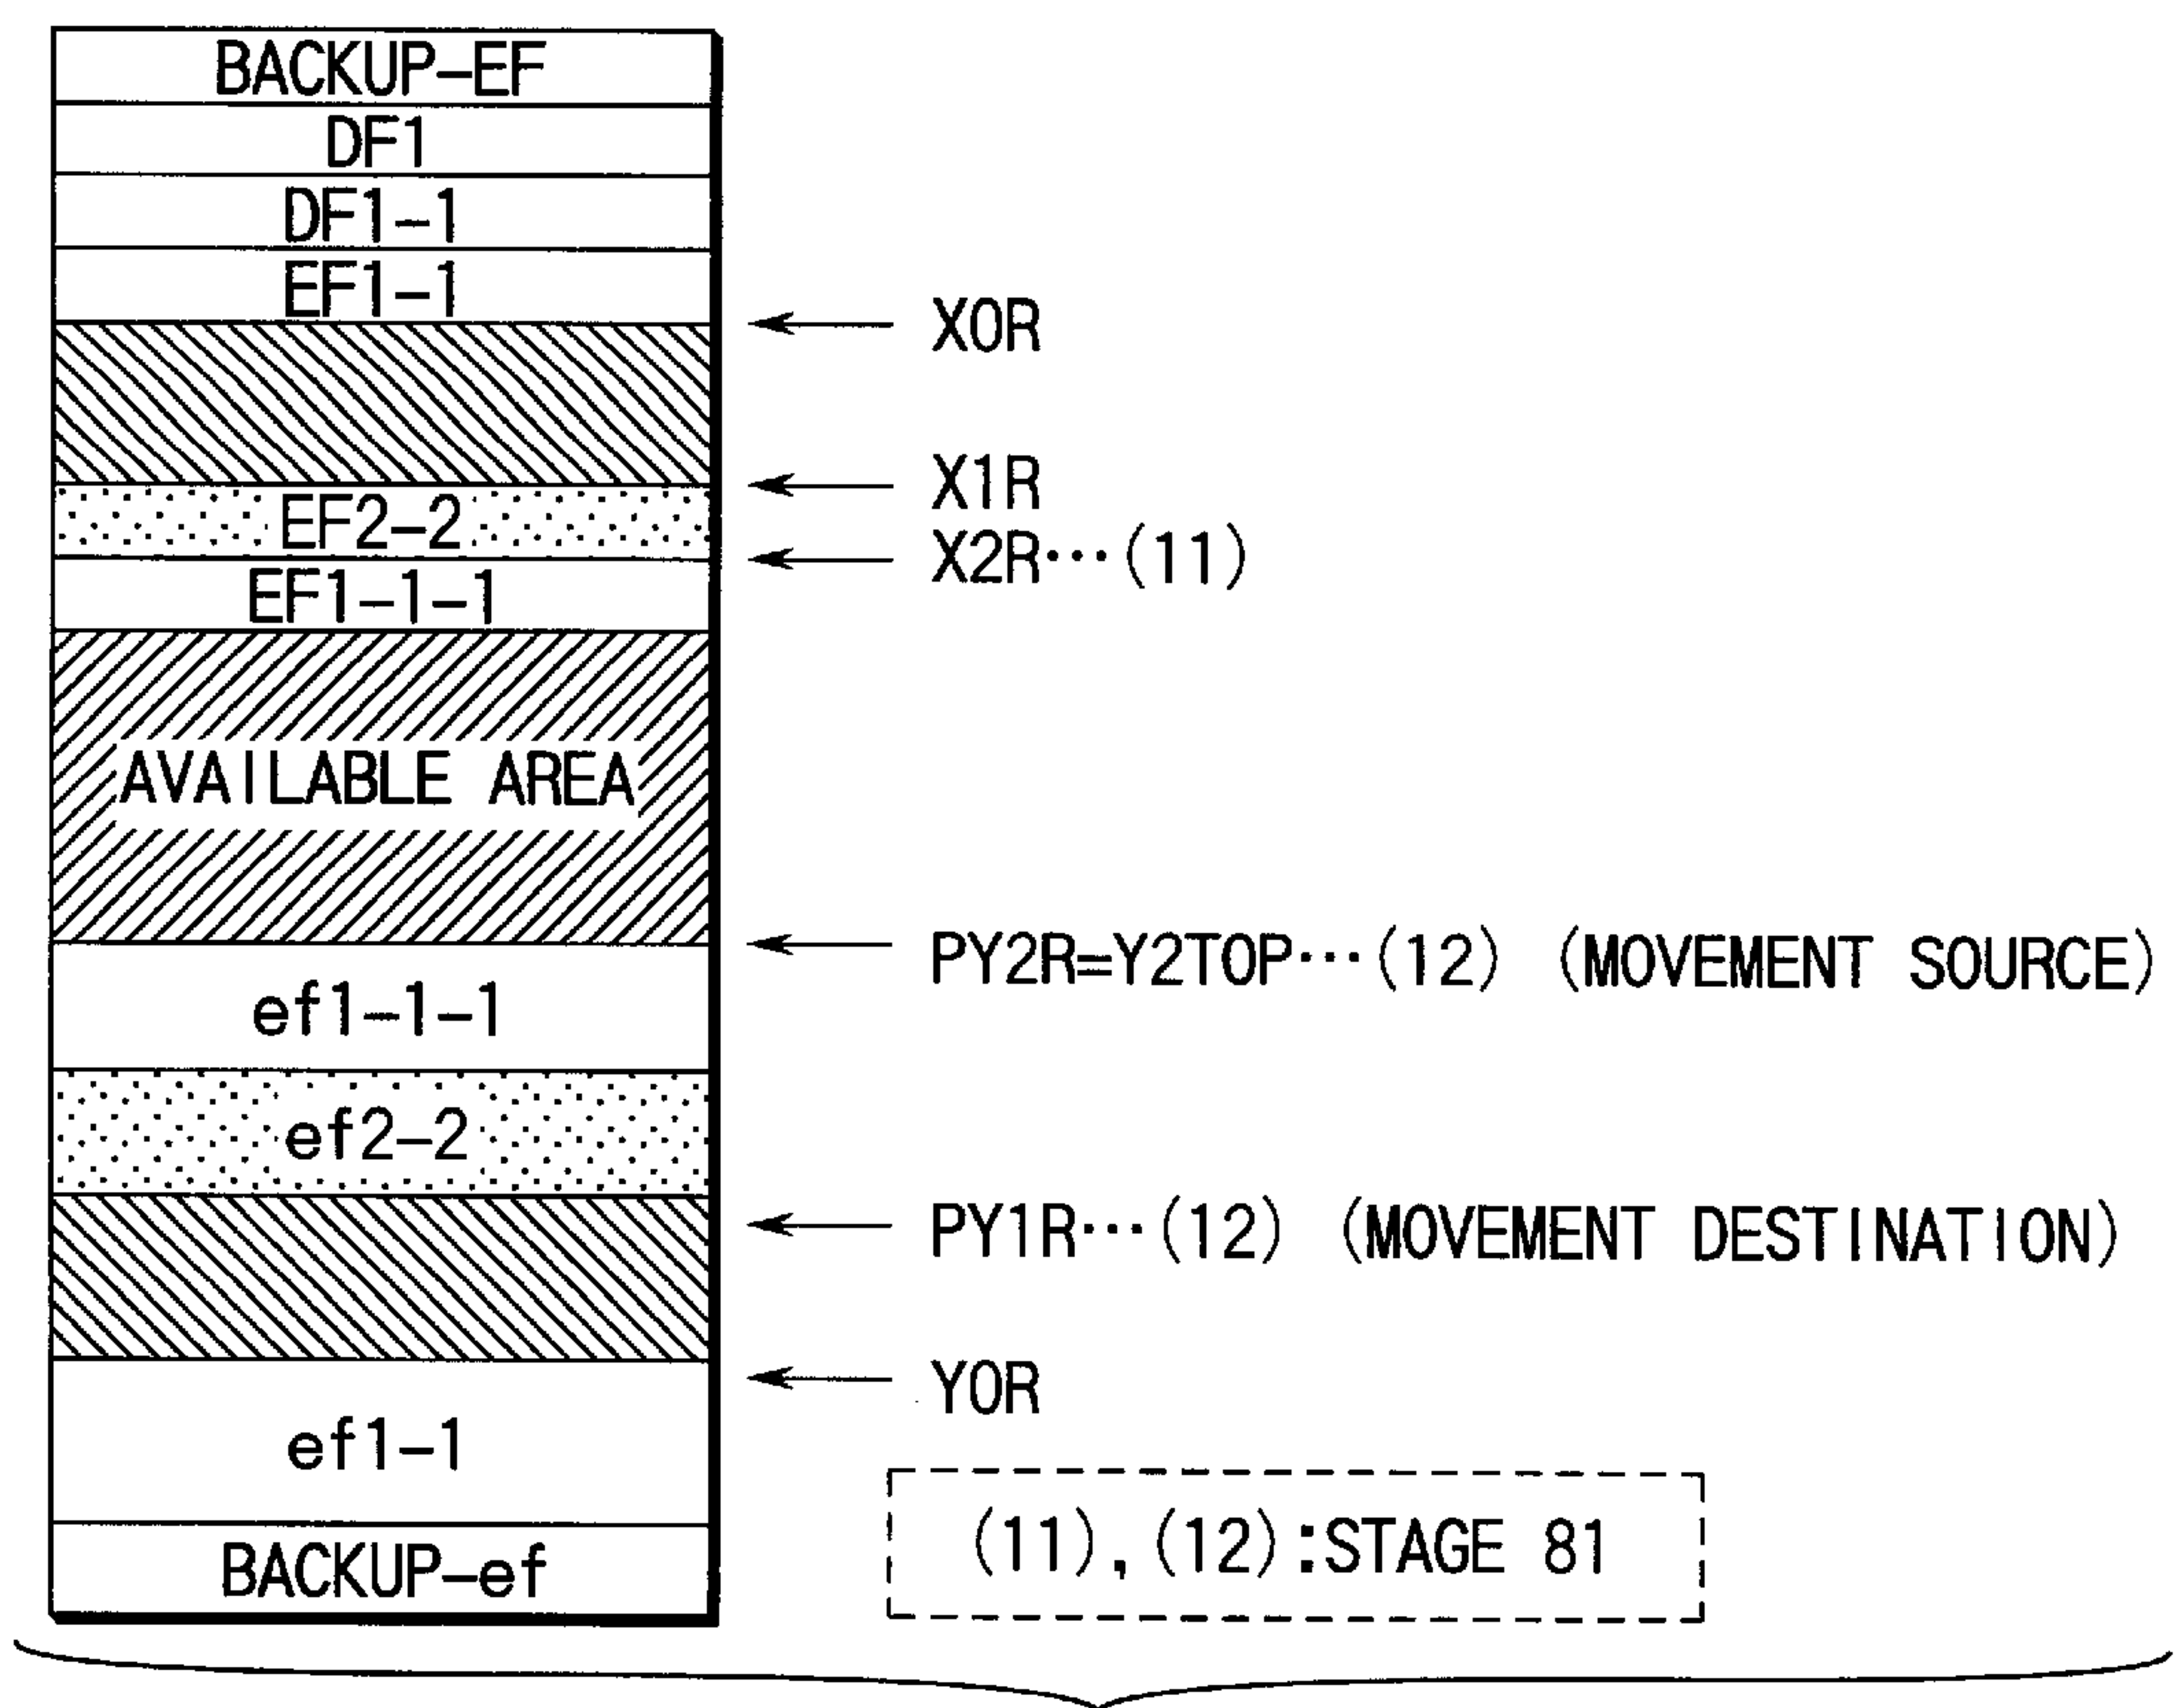 BACKUP-EF
DF1
DF1-1
EF1-1
X0R
X1R
EF2-2
X2R···(11)
EF1-1-1
AVAILABLE AREA
PY2R=Y2TOP···(12) (MOVEMENT SOURCE)
ef1-1-1
ef2-2
PY1R···(12) (MOVEMENT DESTINATION)
Y0R
ef1-1
(11),(12):STAGE 81
BACKUP-ef